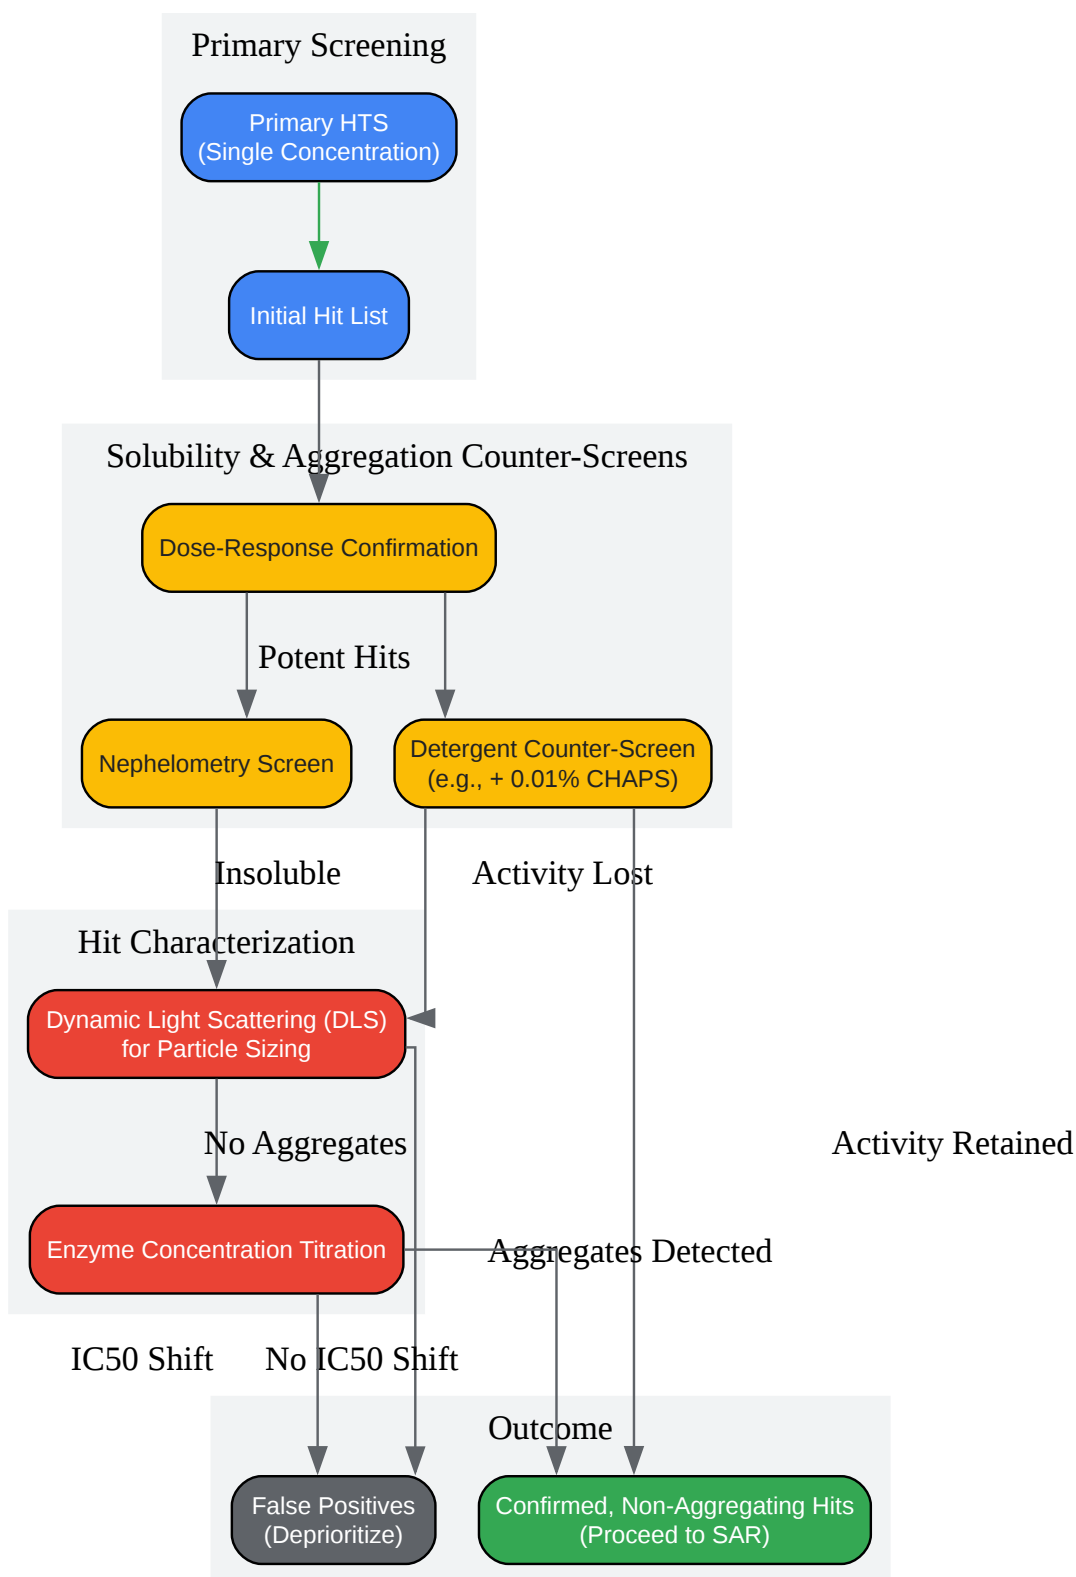 Primary Screening
Primary HTS
(Single Concentration)
Initial Hit List
Solubility & Aggregation Counter-Screens
Dose-Response Confirmation
Potent Hits
Nephelometry Screen
Detergent Counter-Screen
(e.g., + 0.01% CHAPS)
Insoluble
Activity Lost
Hit Characterization
Dynamic Light Scattering (DLS)
for Particle Sizing
No Aggregates
Activity Retained
Enzyme Concentration Titration
Aggregates Detected
IC50 Shift
No IC50 Shift
Outcome
False Positives
(Deprioritize)
Confirmed, Non-Aggregating Hits
(Proceed to SAR)